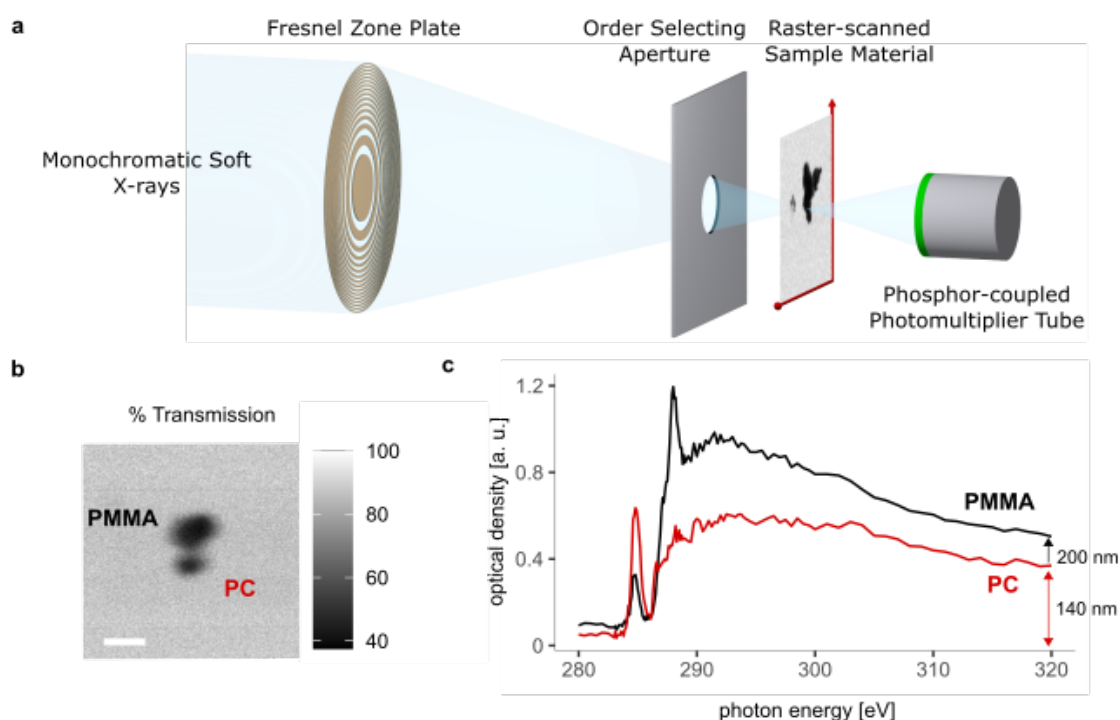 a
Fresnel Zone Plate
Order Selecting
Aperture
Raster-scanned
Sample Material
Monochromatic Soft
X-rays
Phosphor-coupled
Photomultiplier Tube
b
% Transmission
PMMA
PC
100
80
60
40
c
optical density [a. u.]
1.2
0.8
0.4
0
PMMA
PC
200 nm
140 nm
280
290
300
310
320
photon energy [eV]